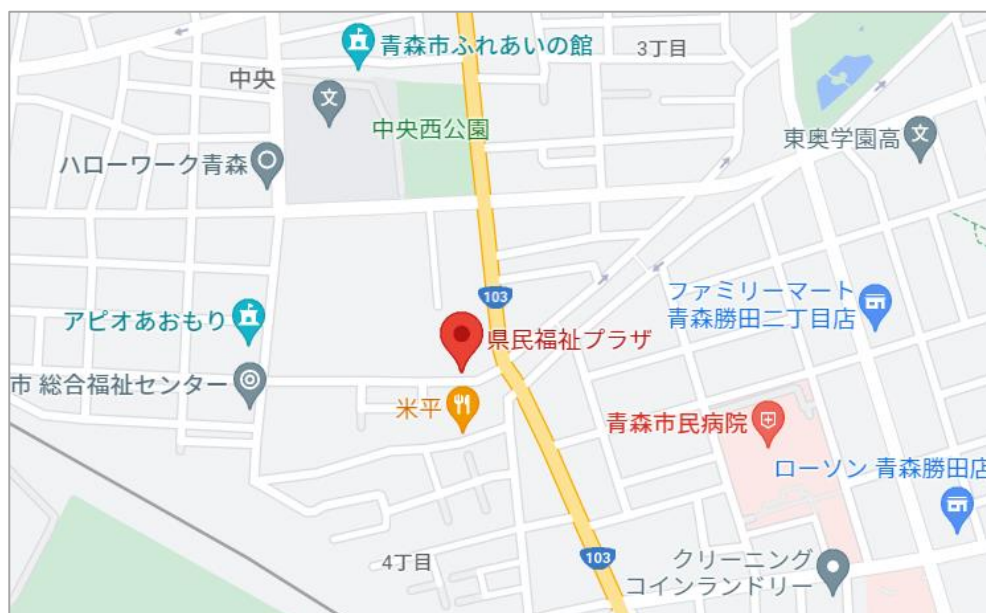 青森市ふれあいの館
3丁目
中央
文
中央西公園
東奥学園高
文
ハローワーク青森
103
ファミリーマート
青森勝田二丁目店
アピオあおもり
県民福祉プラザ
市 総合福祉センター
米平
青森市民病院
ローソン 青森勝田店
103
4丁目
クリーニング
コインランドリー